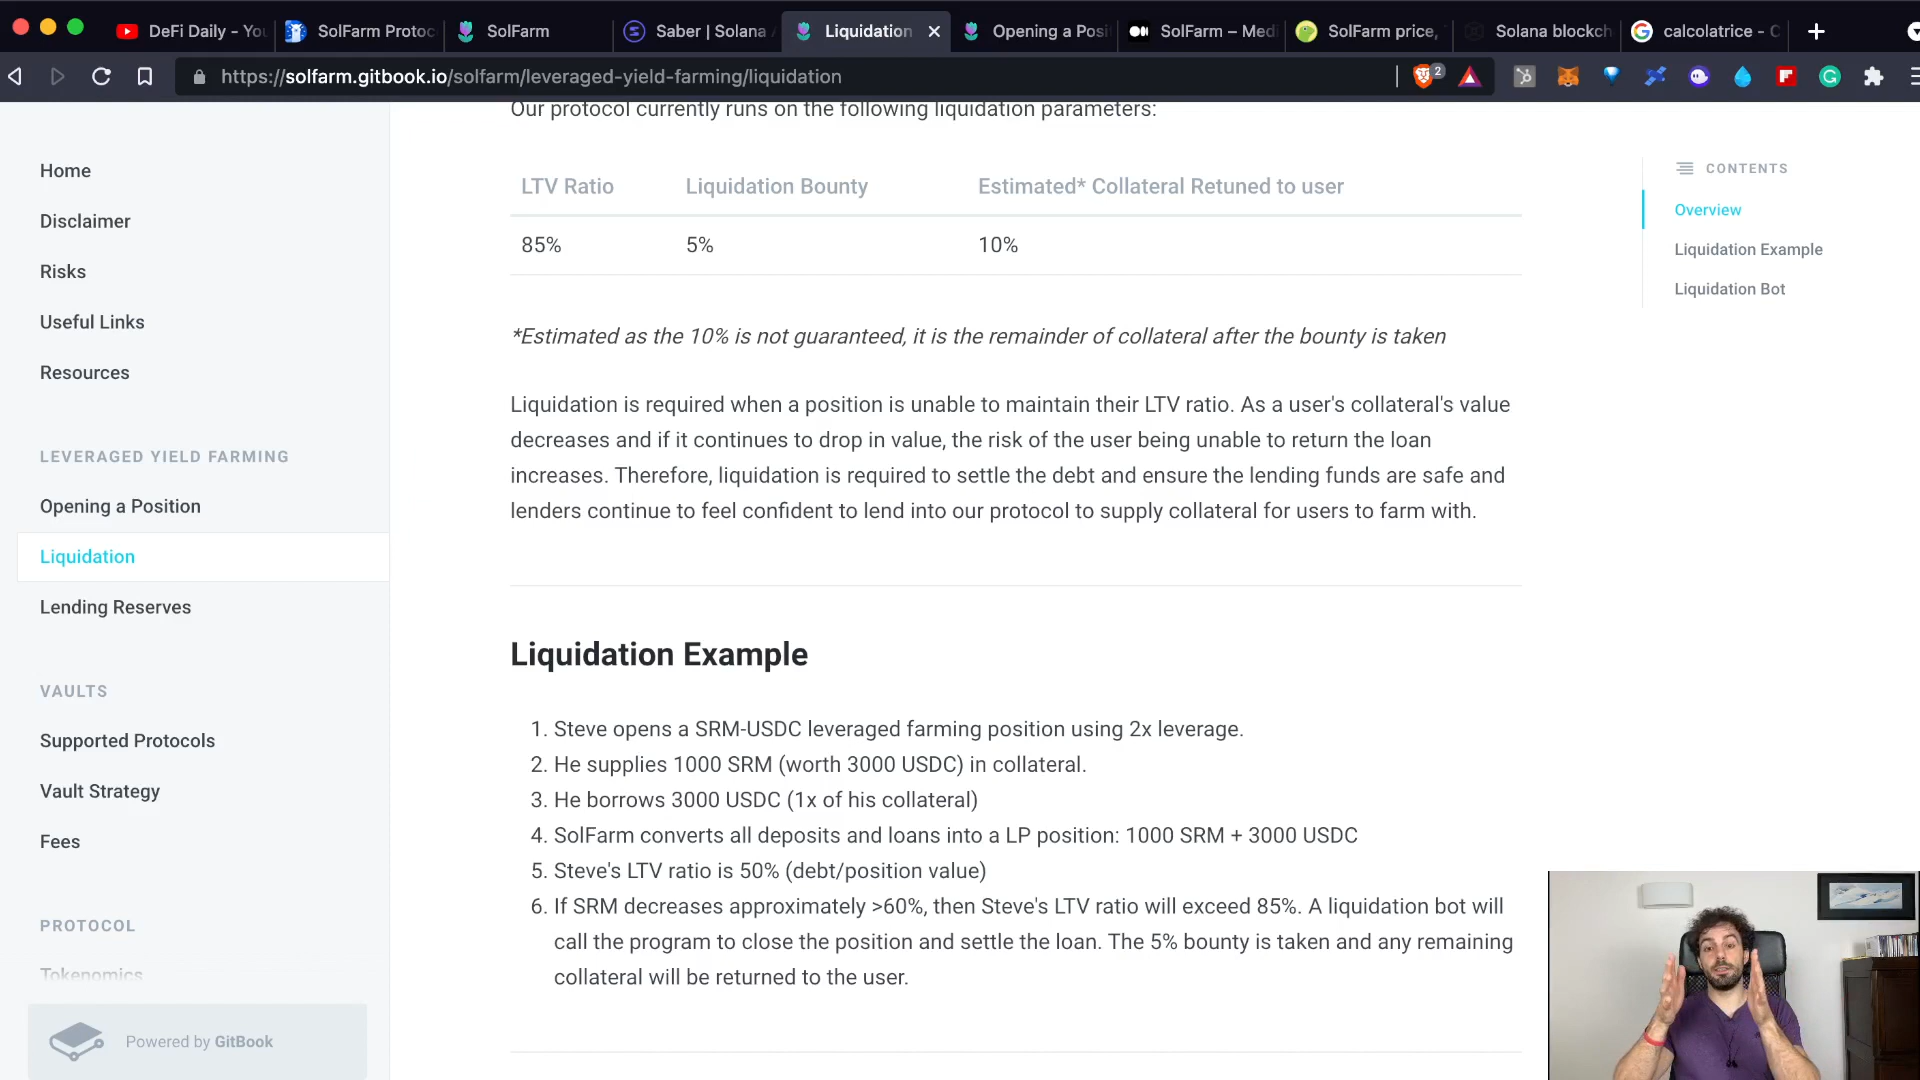 DeFi Daily - You
SolFarm Protoc
SolFarm
Saber | Solana
Liquidation
Opening a Posi
SolFarm – Medi
SolFarm price,
Solana blockch
calcolatrice - C
https://solfarm.gitbook.io/solfarm/leveraged-yield-farming/liquidation
2
Home
Disclaimer
Risks
Useful Links
Resources
LEVERAGED YIELD FARMING
Opening a Position
Liquidation
Lending Reserves
VAULTS
Supported Protocols
Vault Strategy
Fees
PROTOCOL
Tokenomics
Powered by GitBook
Our protocol currently runs on the following liquidation parameters:
LTV Ratio Liquidation Bounty Estimated* Collateral Retuned to user
85% 5% 10%
*Estimated as the 10% is not guaranteed, it is the remainder of collateral after the bounty is taken
Liquidation is required when a position is unable to maintain their LTV ratio. As a user's collateral's value
decreases and if it continues to drop in value, the risk of the user being unable to return the loan
increases. Therefore, liquidation is required to settle the debt and ensure the lending funds are safe and
lenders continue to feel confident to lend into our protocol to supply collateral for users to farm with.
Liquidation Example
1. Steve opens a SRM-USDC leveraged farming position using 2x leverage.
2. He supplies 1000 SRM (worth 3000 USDC) in collateral.
3. He borrows 3000 USDC (1x of his collateral)
4. SolFarm converts all deposits and loans into a LP position: 1000 SRM + 3000 USDC
5. Steve's LTV ratio is 50% (debt/position value)
6. If SRM decreases approximately >60%, then Steve's LTV ratio will exceed 85%. A liquidation bot will
call the program to close the position and settle the loan. The 5% bounty is taken and any remaining
collateral will be returned to the user.
CONTENTS
Overview
Liquidation Example
Liquidation Bot